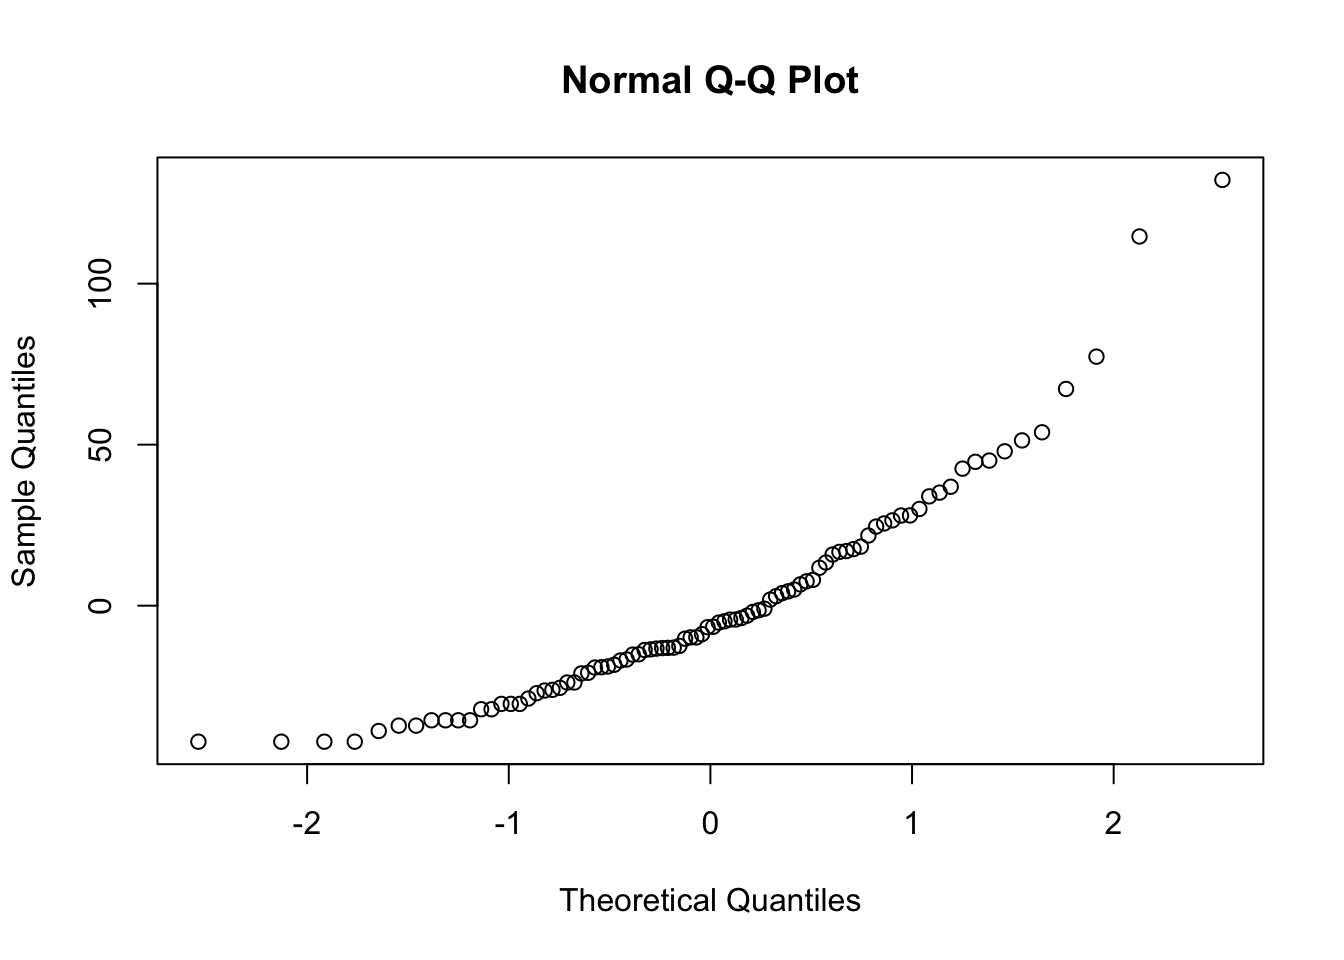 Normal Q-Q Plot
Sample Quantiles
100
50
0
-2 -1 0 1 2
Theoretical Quantiles